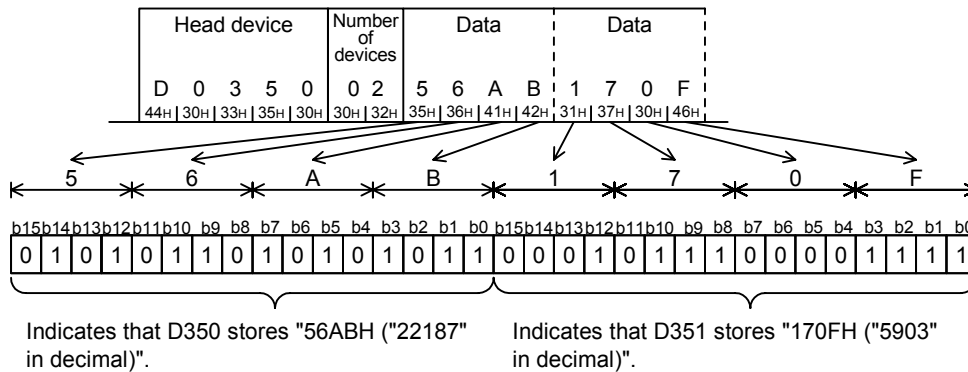 Head device Number of devices Data Data
D 0 3 5 0 0 2 5 6 A B 1 7 0 F
44H 30H 33H 35H 30H 30H 32H 35H 36H 41H 42H 31H 37H 30H 46H
5 6 A B 1 7 0 F
b15 b14 b13 b12 b11 b10 b9 b8 b7 b6 b5 b4 b3 b2 b1 b0 b15 b14 b13 b12 b11 b10 b9 b8 b7 b6 b5 b4 b3 b2 b1 b0
0 1 0 1 0 1 1 0 1 0 1 0 1 0 1 1 0 0 0 1 0 1 1 1 0 0 0 0 1 1 1 1
Indicates that D350 stores "56ABH ("22187"
in decimal)".
Indicates that D351 stores "170FH ("5903"
in decimal)".